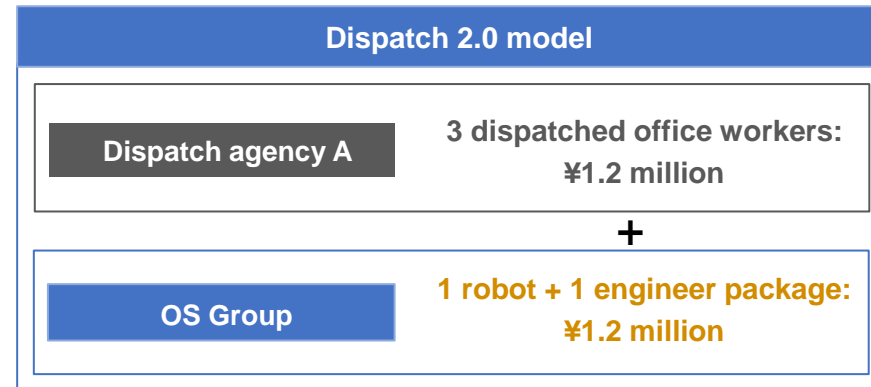 Dispatch 2.0 model
Dispatch agency A
3 dispatched office workers:
¥1.2 million
+
OS Group
1 robot + 1 engineer package:
¥1.2 million